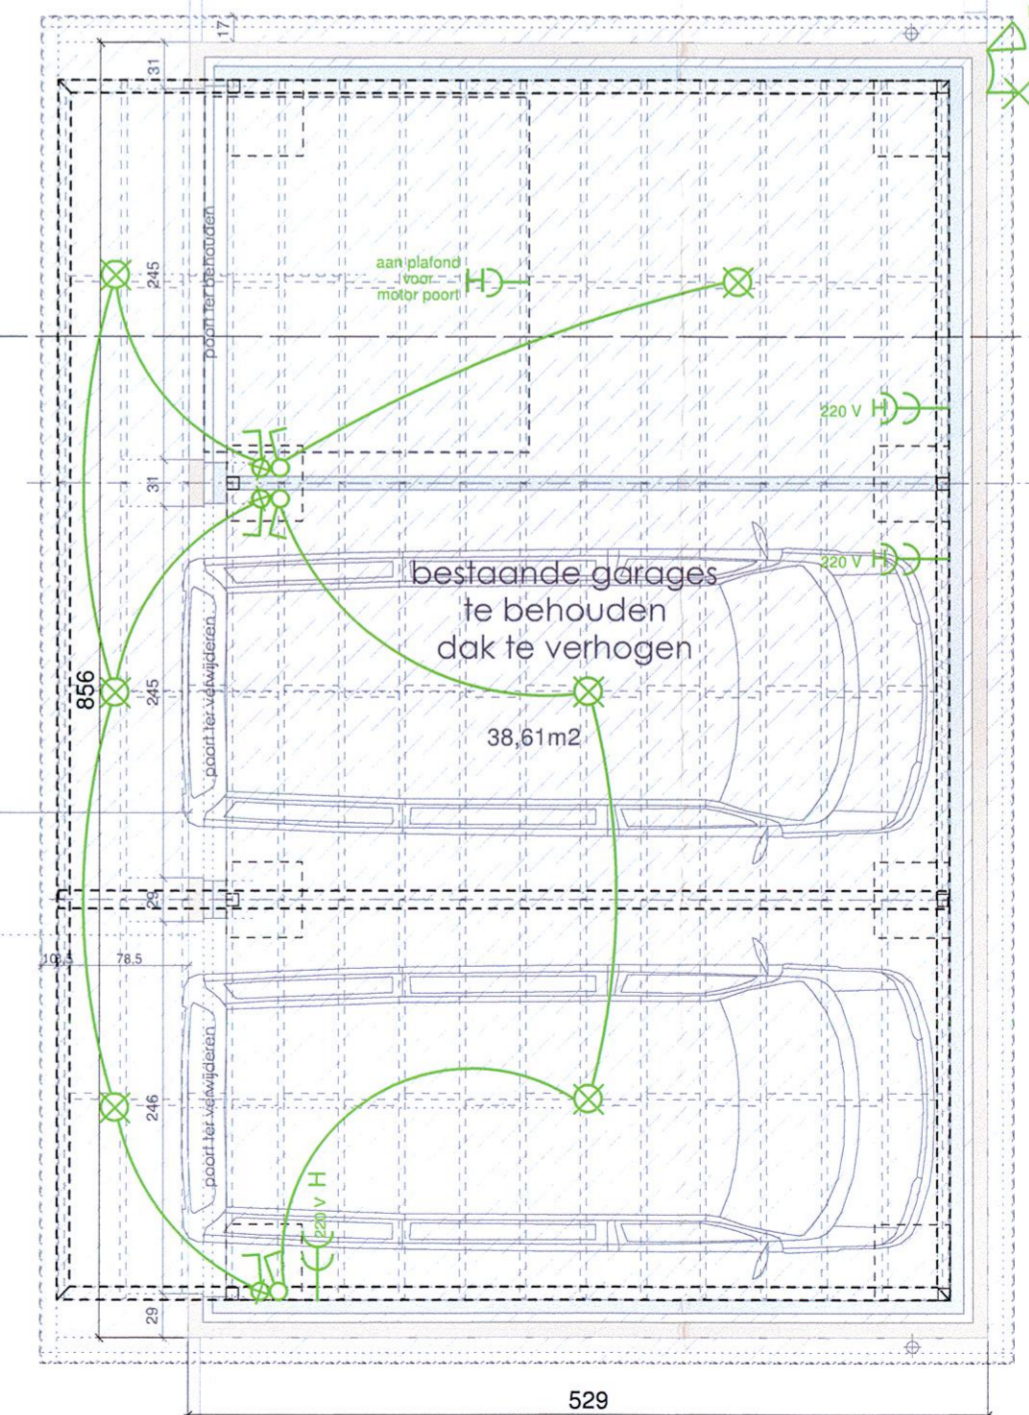 17
31
poort ter behouden
245
aan plafond
voor
motor poort
H
220 V H
31
220 V H
bestaande garages
te behouden
dak te verhogen
856
245
poort ter verwijderen
38,61m2
29
103,5
78,5
246
poort ter verwijderen
220 V H
29
529